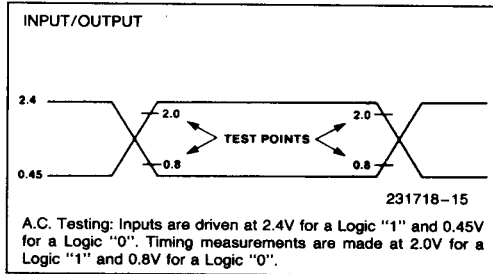 INPUT/OUTPUT
2.4
2.0
2.0
TEST POINTS
0.8
0.8
0.45
231718-15
A.C. Testing: Inputs are driven at 2.4V for a Logic "1" and 0.45V
for a Logic "0". Timing measurements are made at 2.0V for a
Logic "1" and 0.8V for a Logic "0".